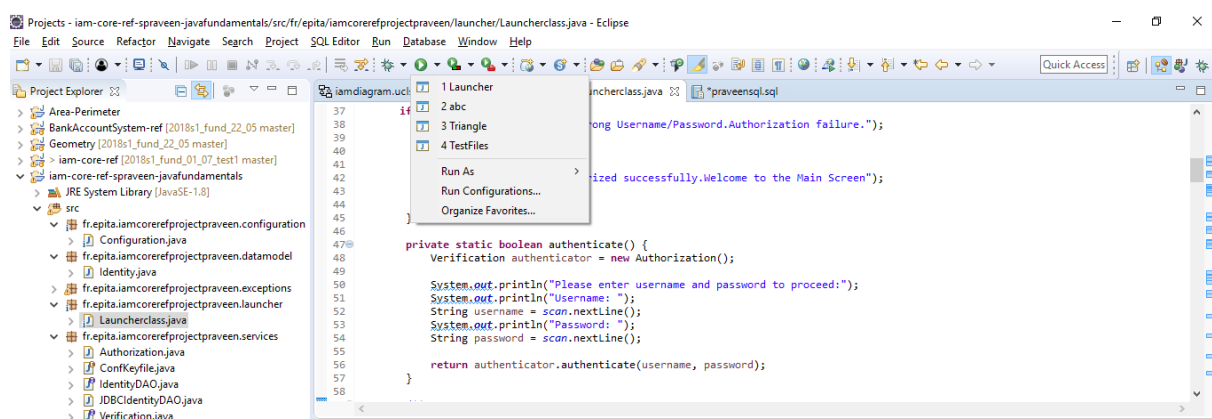 Projects - iam-core-ref-spraveen-javafundamentals/src/fr/epita/iamcorerefprojectpraveen/launcher/Launcherclass.java - Eclipse
File Edit Source Refactor Navigate Search Project SQL Editor Run Database Window Help
Quick Access
Project Explorer
Area-Perimeter
BankAccountSystem-ref [2018s1_fund_22_05 master]
Geometry [2018s1_fund_22_05 master]
> iam-core-ref [2018s1_fund_01_07_test1 master]
iam-core-ref-spraveen-javafundamentals
JRE System Library [JavaSE-1.8]
src
fr.epita.iamcorerefprojectpraveen.configuration
Configuration.java
fr.epita.iamcorerefprojectpraveen.datamodel
Identity.java
fr.epita.iamcorerefprojectpraveen.exceptions
fr.epita.iamcorerefprojectpraveen.launcher
Launcherclass.java
fr.epita.iamcorerefprojectpraveen.services
Authorization.java
ConfKeyfile.java
IdentityDAO.java
JDBCIdentityDAO.java
Verification.java
1 Launcher
2 abc
3 Triangle
4 TestFiles
Run As
Run Configurations...
Organize Favorites...
iamdiagram.ucl
uncherclass.java
*praveensql.sql
37 if
38 rong Username/Password.Authorization failure.");
39
40
41
42 ized successfully.Welcome to the Main Screen");
43
44
45 }
46
47 private static boolean authenticate() {
48 Verification authenticator = new Authorization();
49
50 System.out.println("Please enter username and password to proceed:");
51 System.out.println("Username: ");
52 String username = scan.nextLine();
53 System.out.println("Password: ");
54 String password = scan.nextLine();
55
56 return authenticator.authenticate(username, password);
57 }
58